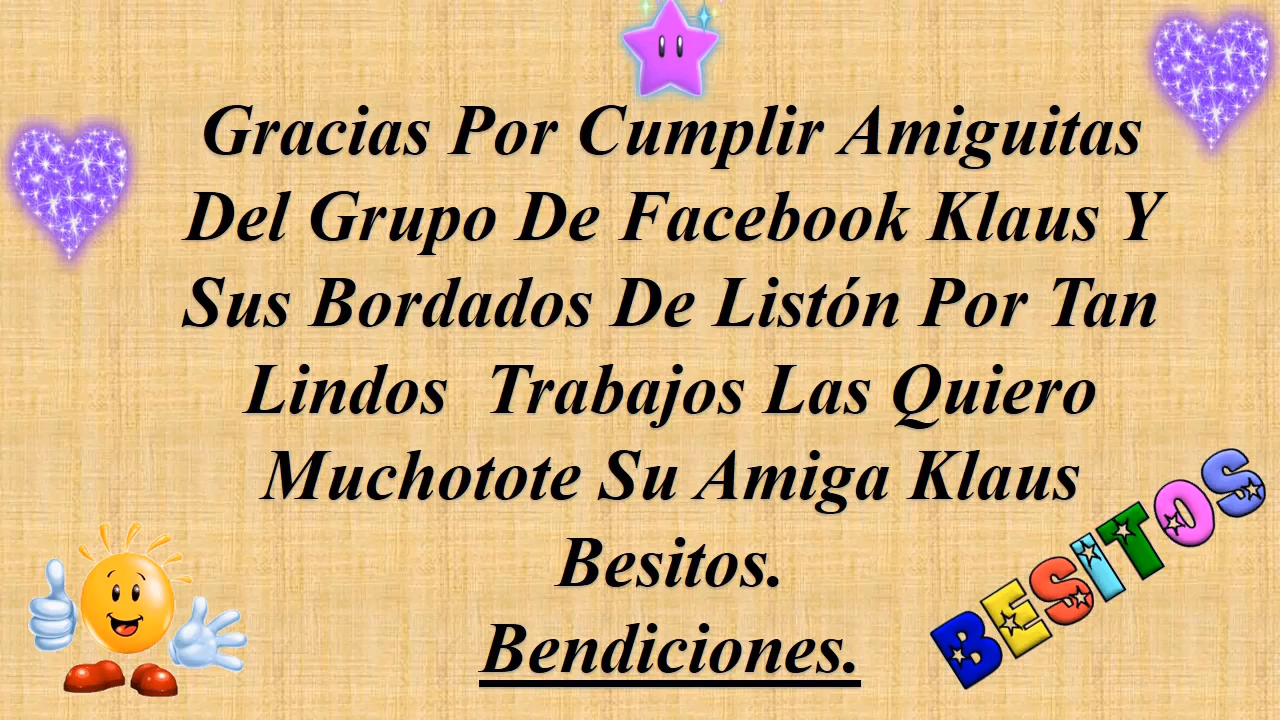 Gracias Por Cumplir Amiguitas
Del Grupo De Facebook Klaus Y
Sus Bordados De Listón Por Tan
Lindos  Trabajos Las Quiero
Muchotote Su Amiga Klaus
Besitos.
Bendiciones.
BESITOS